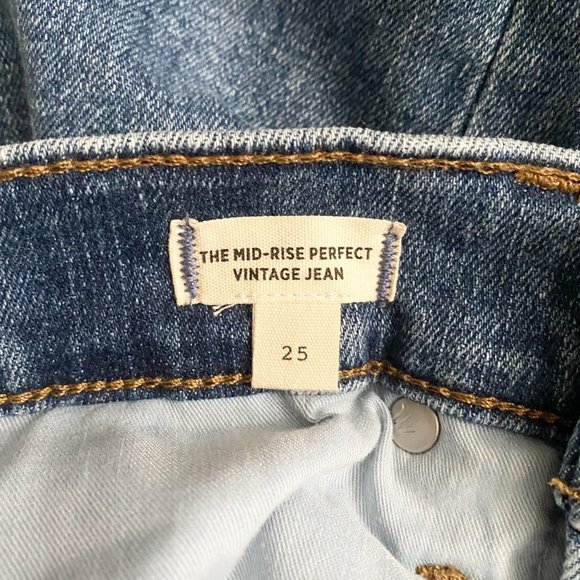 THE MID-RISE PERFECT
VINTAGE JEAN
25